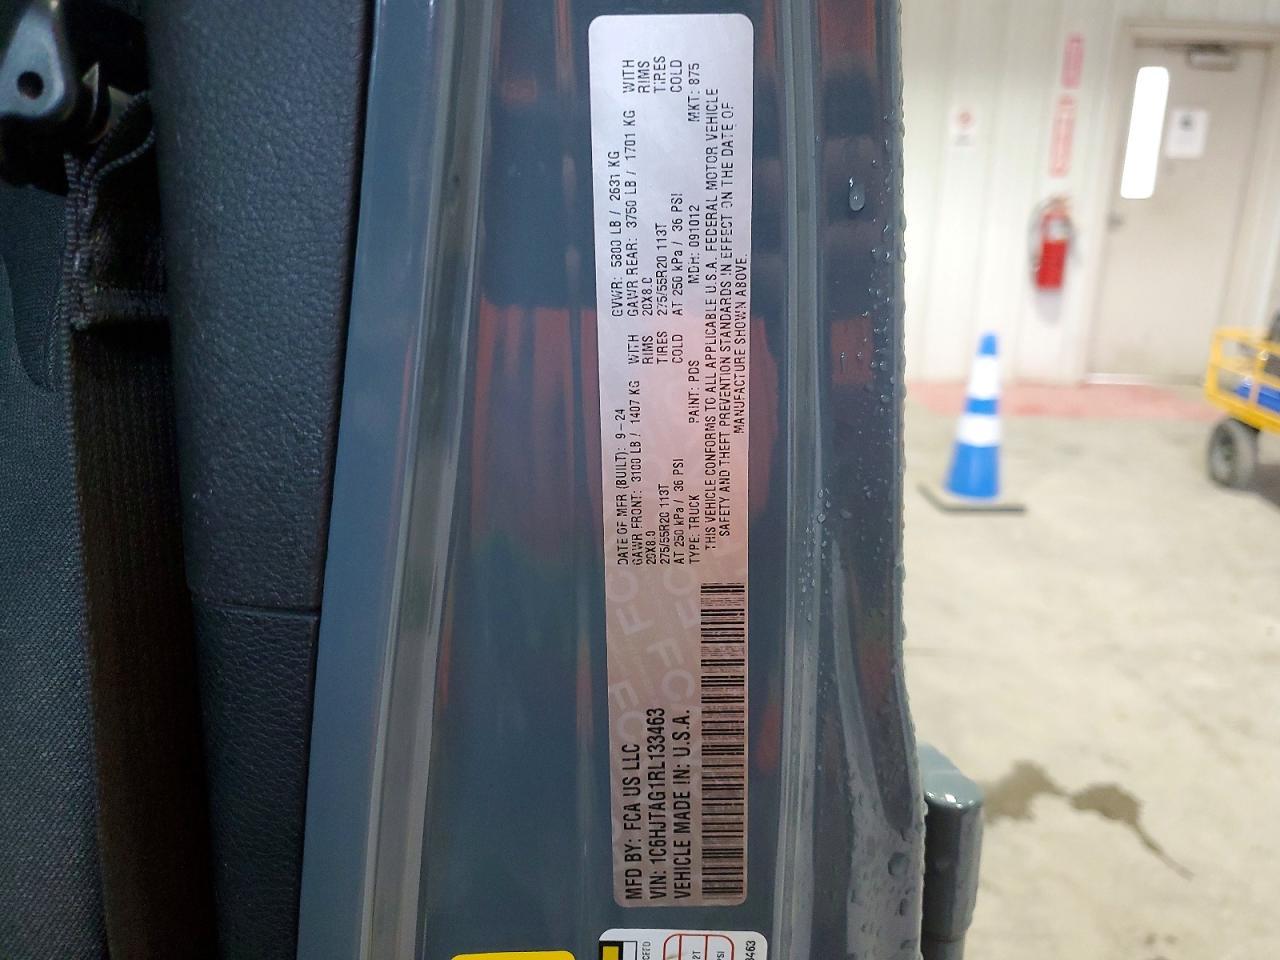 MFD BY: FCA US LLC
VIN: 1C6HJTAG1RL133463
VEHICLE MADE IN: U.S.A.
DATE OF MFR (BUILT): 9-24 GVWR: 5800 LB / 2631 KG
GAWR FRONT: 3100 LB / 1407 KG WITH GAWR REAR: 3750 LB / 1701 KG WITH
20X8.0 RIMS 20X8.0 RIMS
275/55R20 113T TIRES 275/55R20 113T TIRES
AT 250 kPa / 36 PSI COLD AT 250 kPa / 36 PSI COLD
TYPE: TRUCK PAINT: PDS MDH: 091012 MKT: 875
THIS VEHICLE CONFORMS TO ALL APPLICABLE U.S.A. FEDERAL MOTOR VEHICLE
SAFETY AND THEFT PREVENTION STANDARDS IN EFFECT ON THE DATE OF
MANUFACTURE SHOWN ABOVE.